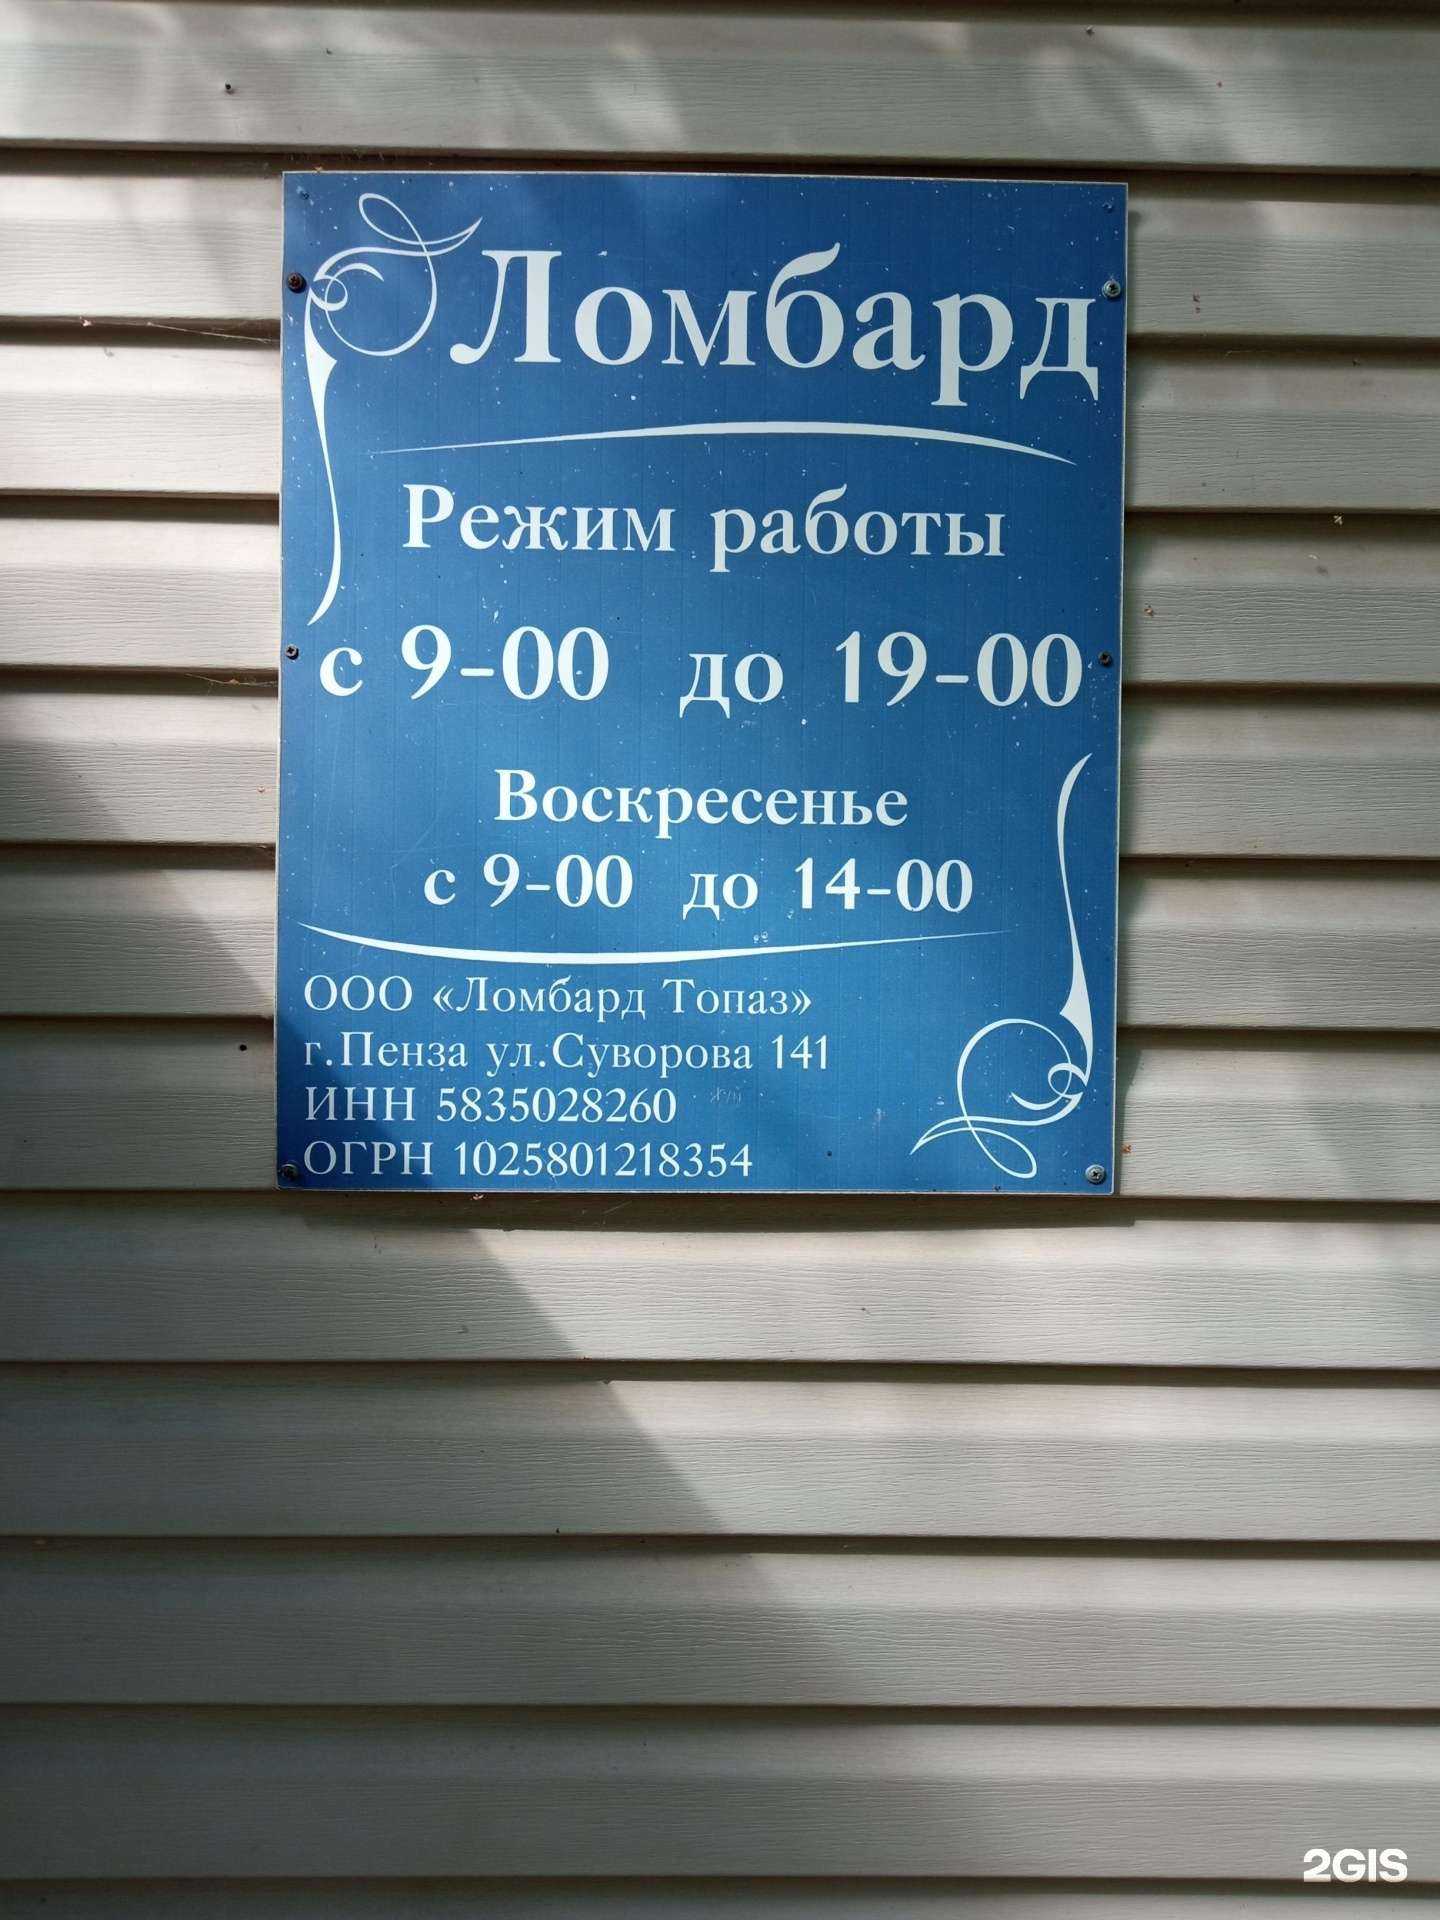 Ломбард
Режим работы
с 9-00 до 19-00
Воскресенье
с 9-00 до 14-00
ООО «Ломбард Топаз»
г.Пенза ул.Суворова 141
ИНН 5835028260
ОГРН 1025801218354
2GIS